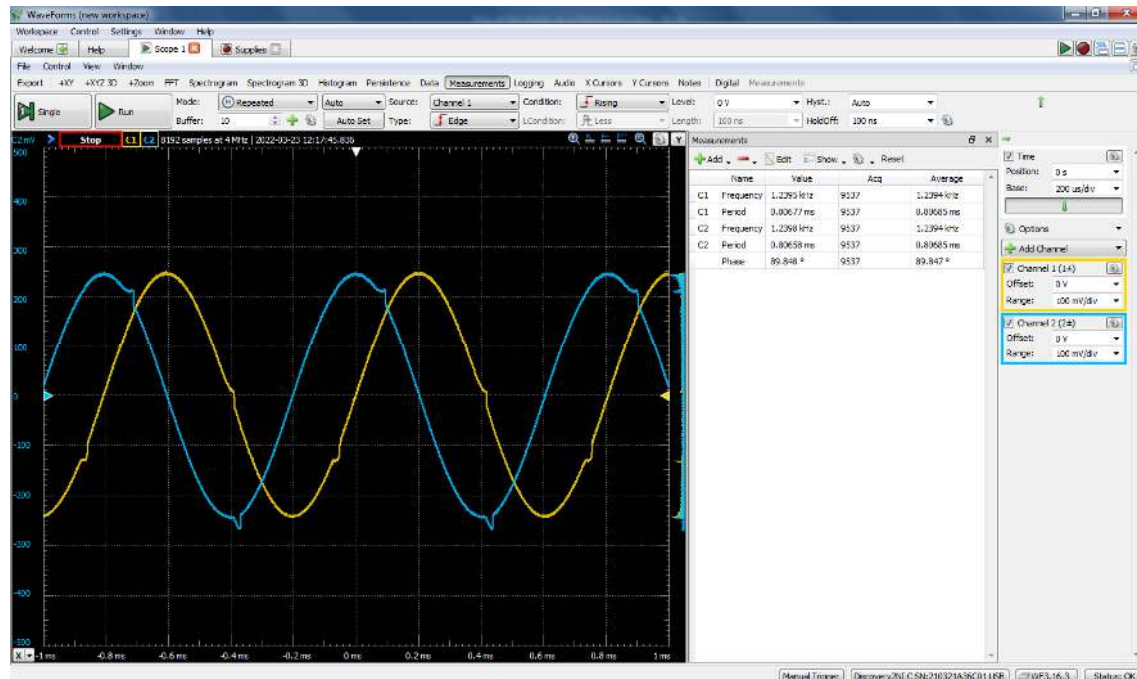 WaveForms (new workspace)
Workspace Control Settings Window Help
Welcome Help Scope 1 Supplies
File Control View Window
Export +XY +XYZ 3D +Zoom FFT Spectrogram Spectrogram 3D Histogram Persistence Data Measurements Logging Audio X Cursors Y Cursors Notes Digital Measurements
Single Run Mode: Repeated Auto Source: Channel 1 Condition: Rising Level: 0 V Hyst.: Auto
Buffer: 10 Auto Set Type: Edge LCondition: Less Length: 100 ns HoldOff: 100 ns
C2 mV Stop C1 C2 8192 samples at 4 MHz | 2022-03-23 12:17:45.836 Y
500
400
300
200
100
0
-100
-200
-300
-400
-500
X -1 ms -0.8 ms -0.6 ms -0.4 ms -0.2 ms 0 ms 0.2 ms 0.4 ms 0.6 ms 0.8 ms 1 ms
Measurements
Add Edit Show Reset
Name Value Acq Average
C1 Frequency 1.2395 kHz 9537 1.2394 kHz
C1 Period 0.80677 ms 9537 0.80685 ms
C2 Frequency 1.2398 kHz 9537 1.2394 kHz
C2 Period 0.80658 ms 9537 0.80685 ms
Phase 89.848 ° 9537 89.847 °
Time
Position: 0 s
Base: 200 us/div
Options
Add Channel
Channel 1 (1±)
Offset: 0 V
Range: 100 mV/div
Channel 2 (2±)
Offset: 0 V
Range: 100 mV/div
Manual Trigger Discovery2NI C SN:210321A36C01 USB WF3.16.3 Status: OK